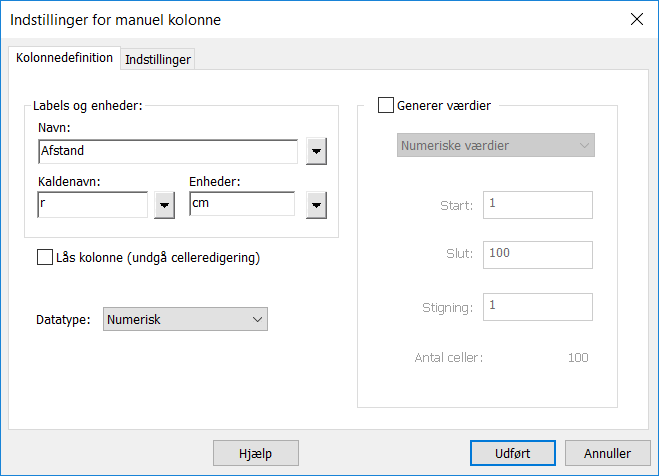 Indstillinger for manuel kolonne
Kolonnedefinition
Indstillinger
Labels og enheder:
Navn:
Afstand
Kaldenavn:
Enheder:
r
cm
Lås kolonne (undgå celleredigering)
Datatype:
Numerisk
Generer værdier
Numeriske værdier
Start:
1
Slut:
100
Stigning:
1
Antal celler:
100
Hjælp
Udført
Annuller